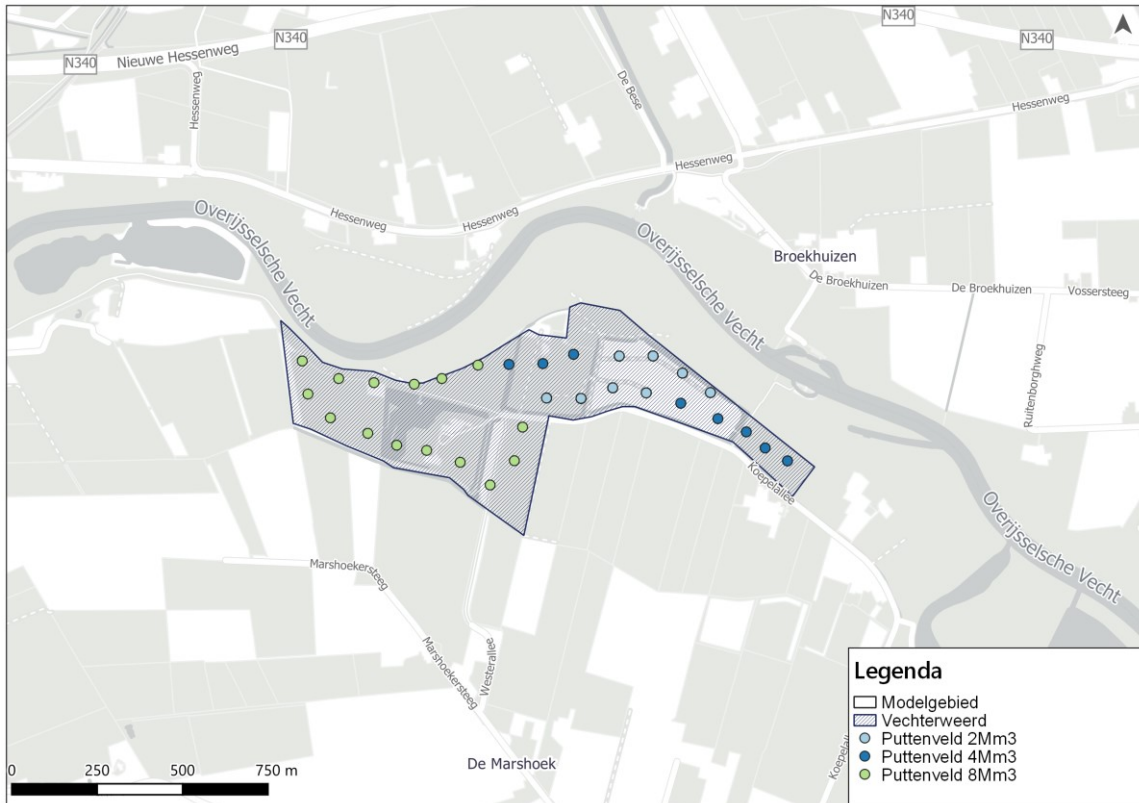 N340
N340
N340
N340
Nieuwe Hessenweg
Hessenweg
De Bese
Hessenweg
Hessenweg
Hessenweg
Hessenweg
Overijsselsche Vecht
Overijsselsche Vecht
Broekhuizen
De Broekhuizen
De Broekhuizen
Vossersteeg
Ruitenborghweg
Koepelallee
Overijsselsche Vecht
Marshoekersteeg
Marshoekersteeg
Westerallee
De Marshoek
Koepelall
0 250 500 750 m
Legenda
Modelgebied
Vechterweerd
Puttenveld 2Mm3
Puttenveld 4Mm3
Puttenveld 8Mm3